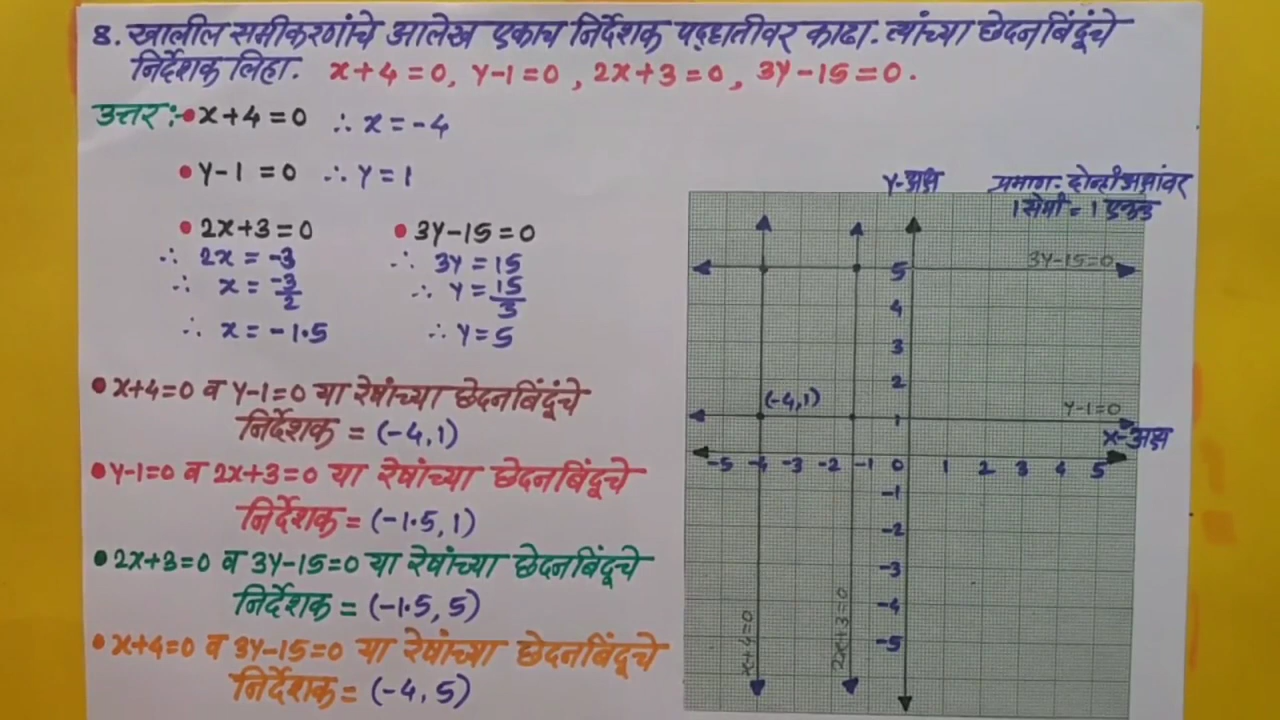 8. खालील समीकरणांचे आलेख एकाच निर्देशक पद्धतीवर काढा. त्यांच्या छेदनबिंदूंचे
निर्देशक लिहा. x+4=0, y-1=0, 2x+3=0, 3y-15=0.
उत्तर:- • x+4=0 ∴ x=-4
• y-1=0 ∴ y=1
• 2x+3=0
∴ 2x=-3
∴ x=-3/2
∴ x=-1.5
• 3y-15=0
∴ 3y=15
∴ y=15/3
∴ y=5
• x+4=0 व y-1=0 या रेषांच्या छेदनबिंदूंचे
निर्देशक = (-4,1)
• y-1=0 व 2x+3=0 या रेषांच्या छेदनबिंदूचे
निर्देशक = (-1.5, 1)
• 2x+3=0 व 3y-15=0 या रेषांच्या छेदनबिंदूचे
निर्देशक = (-1.5, 5)
• x+4=0 व 3y-15=0 या रेषांच्या छेदनबिंदूचे
निर्देशक = (-4, 5)
y-अक्ष
प्रमाण:- दोन्ही अक्षांवर
1 सेमी = 1 एकक
3y-15=0
5
4
3
2
(-4,1)
1
y-1=0
x-अक्ष
-5 -4 -3 -2 -1 0 1 2 3 4 5
-1
-2
-3
-4
-5
x+4=0
2x+3=0